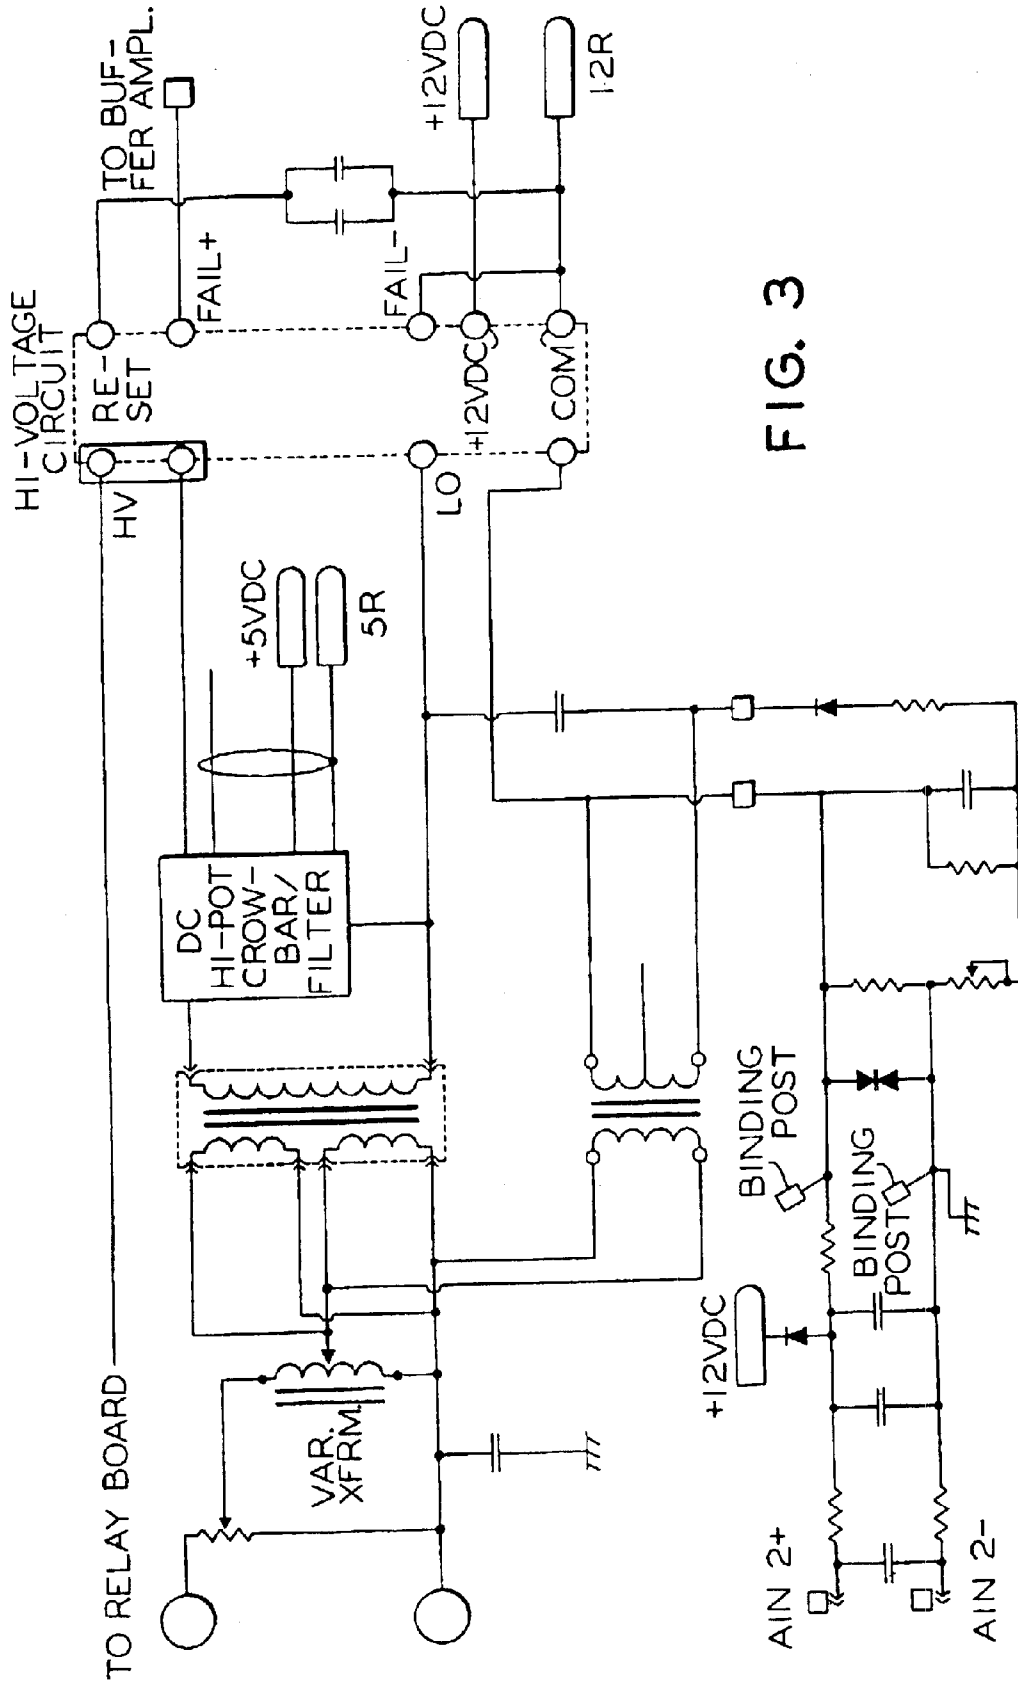 HI-VOLTAGE
CIRCUIT
TO BUF-
FER AMPL.
RE-
SET
FAIL+
HV
FAIL-
+12VDC
+12VDC
12R
COM
LO
+5VDC
5R
DC
HI-POT
CROW-
BAR/
FILTER
TO RELAY BOARD
VAR.
XFRM.
BINDING
POST
BINDING
POST
+12VDC
AIN 2+
AIN 2-
FIG. 3